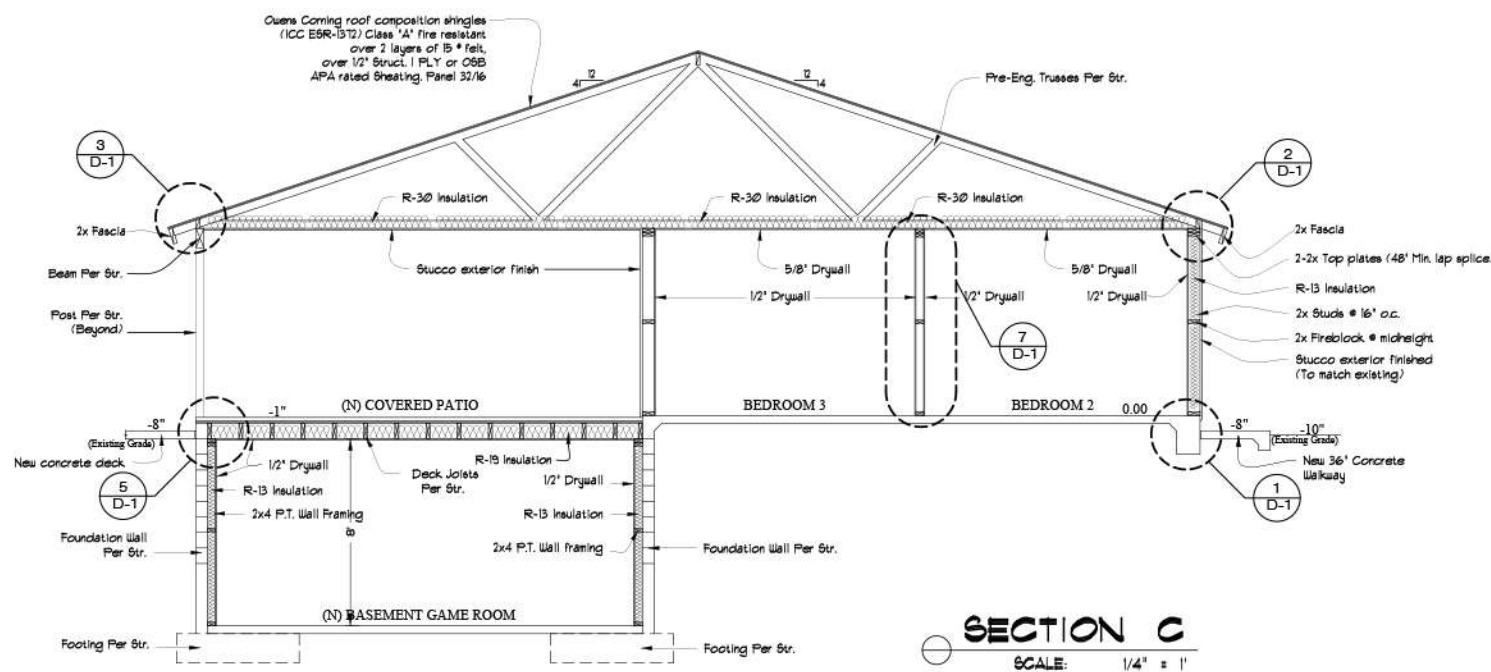 Owens Corning roof composition shingles
(ICC ESR-1372) Class "A" fire resistant
over 2 layers of 15 # felt,
over 1/2" Struct. 1 PLY or OSB
APA rated Sheating. Panel 32/16
12
4
12
4
Pre-Eng. Trusses Per Str.
3
D-1
2
D-1
R-30 Insulation
R-30 Insulation
R-30 Insulation
2x Fascia
Beam Per Str.
Post Per Str.
(Beyond)
Stucco exterior finish
5/8" Drywall
5/8" Drywall
1/2" Drywall
1/2" Drywall
1/2" Drywall
2x Fascia
2-2x Top plates (48" Min. lap splice.
R-13 Insulation
2x Studs @ 16" o.c.
2x Fireblock @ midheight
Stucco exterior finished
(To match existing)
7
D-1
(N) COVERED PATIO
BEDROOM 3
BEDROOM 2
0.00
-1"
-8"
(Existing Grade)
New concrete deck
-8"
-10"
(Existing Grade)
New 36" Concrete
Walkway
5
D-1
1
D-1
1/2" Drywall
R-13 Insulation
2x4 P.T. Wall Framing
Deck Joists
Per Str.
R-19 Insulation
1/2" Drywall
R-13 Insulation
2x4 P.T. Wall framing
8'
Foundation Wall
Per Str.
Foundation Wall Per Str.
(N) BASEMENT GAME ROOM
Footing Per Str.
Footing Per Str.
SECTION C
SCALE: 1/4" = 1'